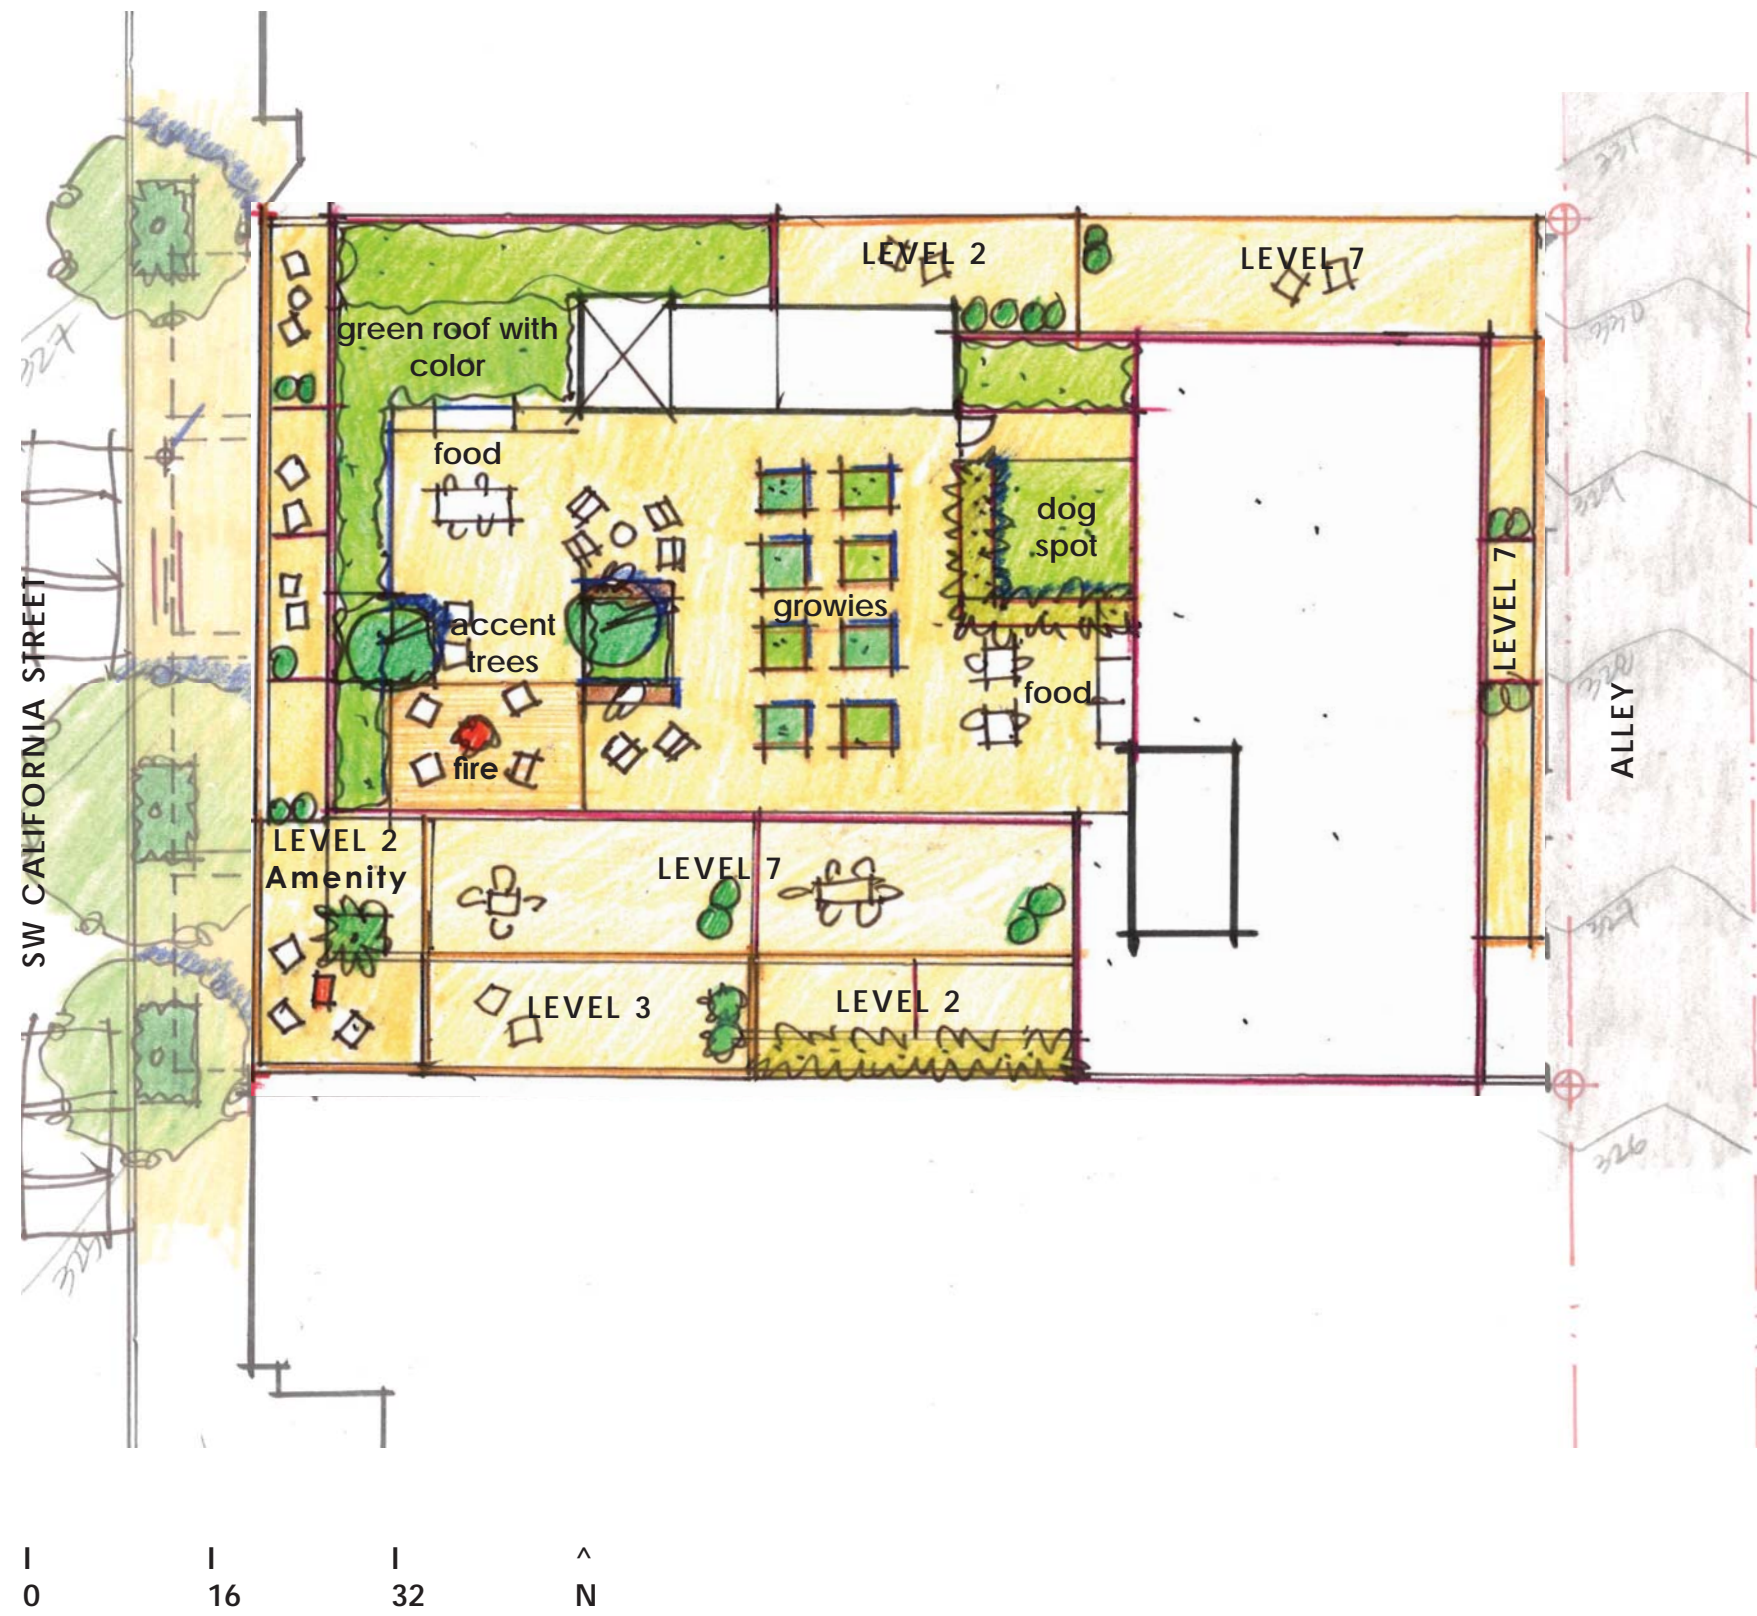 LEVEL 2
LEVEL 7
green roof with
color
food
dog
spot
growies
accent
trees
food
fire
LEVEL 7
SW CALIFORNIA STREET
ALLEY
LEVEL 2
Amenity
LEVEL 7
LEVEL 3
LEVEL 2
0
16
32
^
N